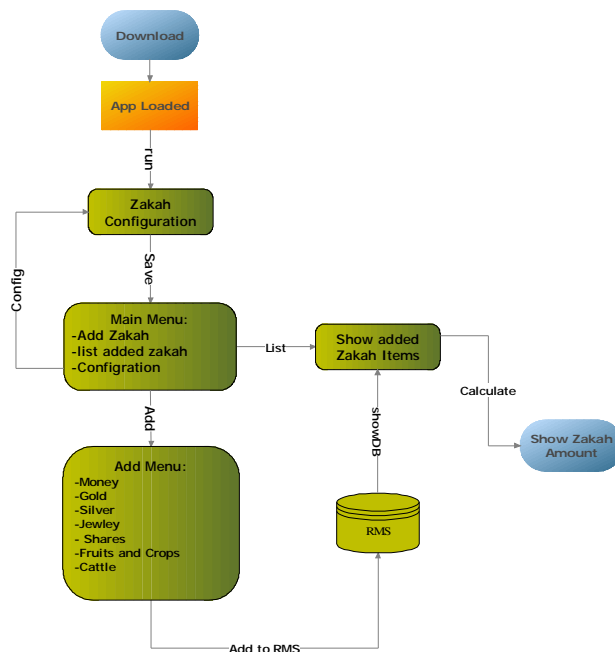 Download
App Loaded
run
Zakah
Configuration
Config
Save
Main Menu:
-Add Zakah
-list added zakah
-Configration
List
Show added
Zakah Items
Calculate
Show Zakah
Amount
Add
showDB
Add Menu:
-Money
-Gold
-Silver
-Jewley
- Shares
-Fruits and Crops
-Cattle
RMS
Add to RMS